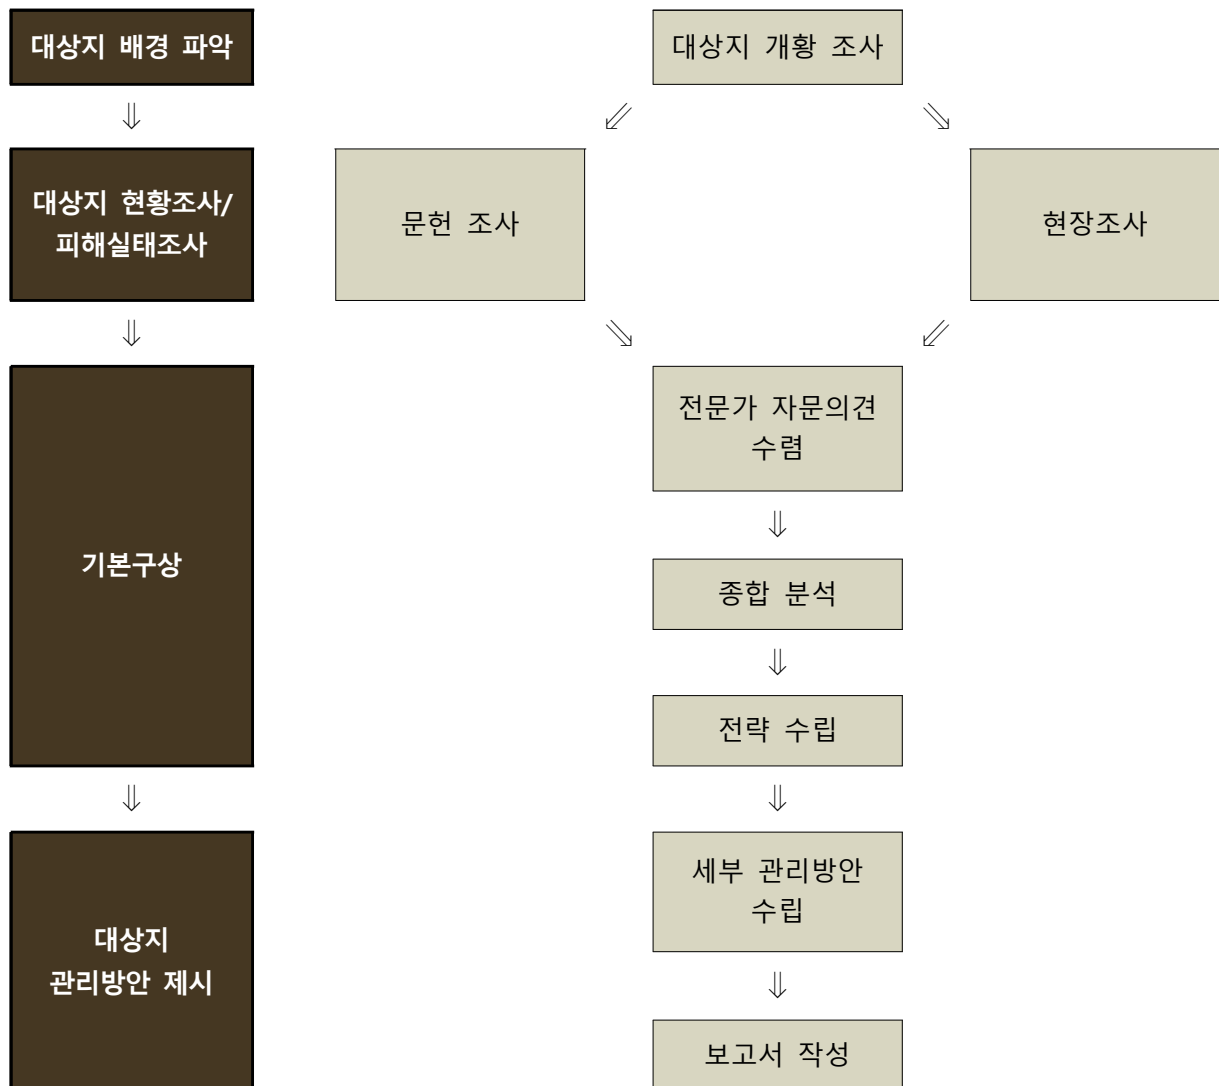 대상지 배경 파악
대상지 개황 조사
⇓
⇙
⇘
대상지 현황조사/
피해실태조사
문헌 조사
현장조사
⇓
⇘
⇙
기본구상
전문가 자문의견
수렴
⇓
종합 분석
⇓
전략 수립
⇓
⇓
대상지
관리방안 제시
세부 관리방안
수립
⇓
보고서 작성